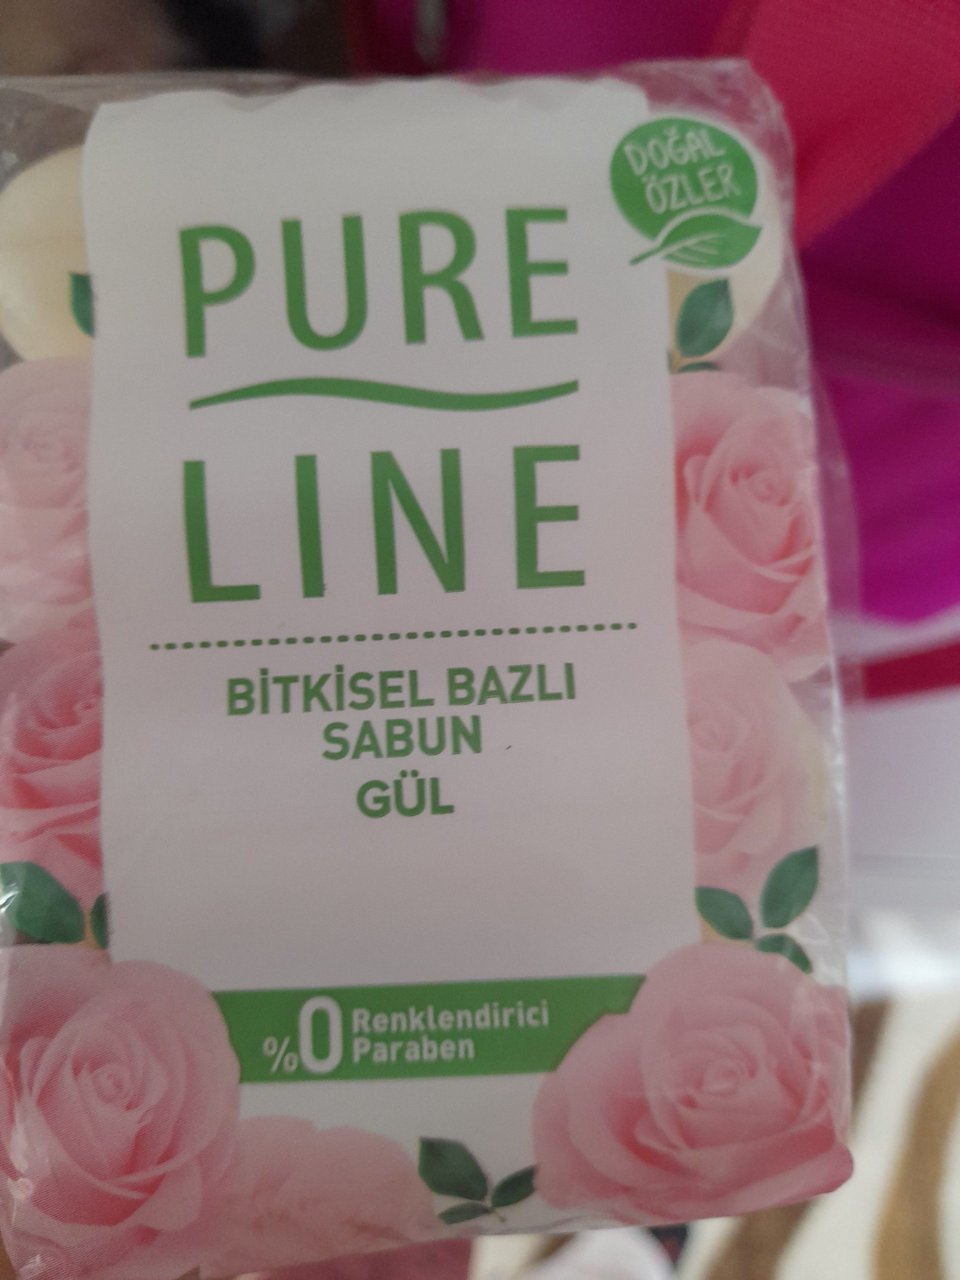 DOĞAL
ÖZLER
PURE
LINE
BİTKİSEL BAZLI
SABUN
GÜL
%0 Renklendirici
Paraben